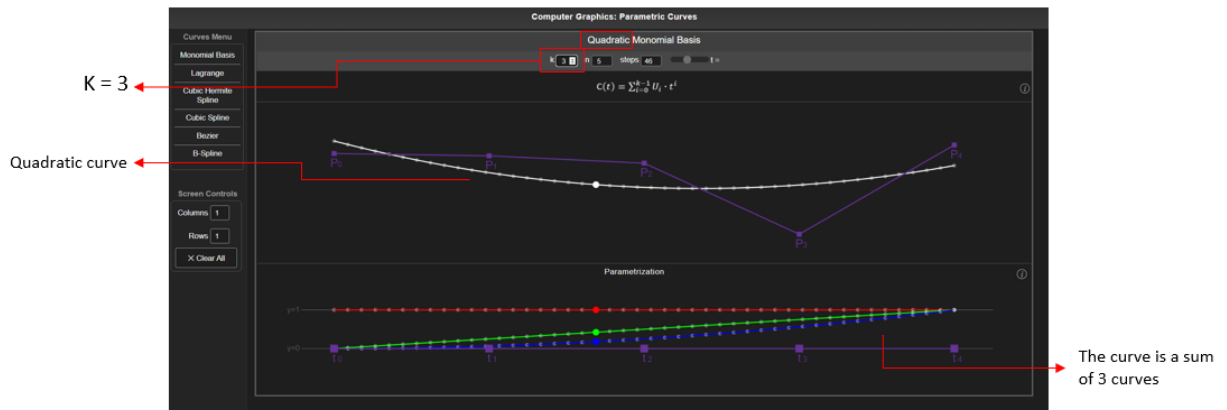 Computer Graphics: Parametric Curves
Curves Menu
Monomial Basis
Lagrange
Cubic Hermite
Spline
Cubic Spline
Bezier
B-Spline
Screen Controls
Columns 1
Rows 1
× Clear All
Quadratic Monomial Basis
k 3 n 5 steps 46 t =
C(t) = ∑_{i=0}^{k-1} U_i · t^i
P0
P1
P2
P3
P4
Parametrization
y=1
y=0
t0
t1
t2
t3
t4
K = 3
Quadratic curve
The curve is a sum
of 3 curves